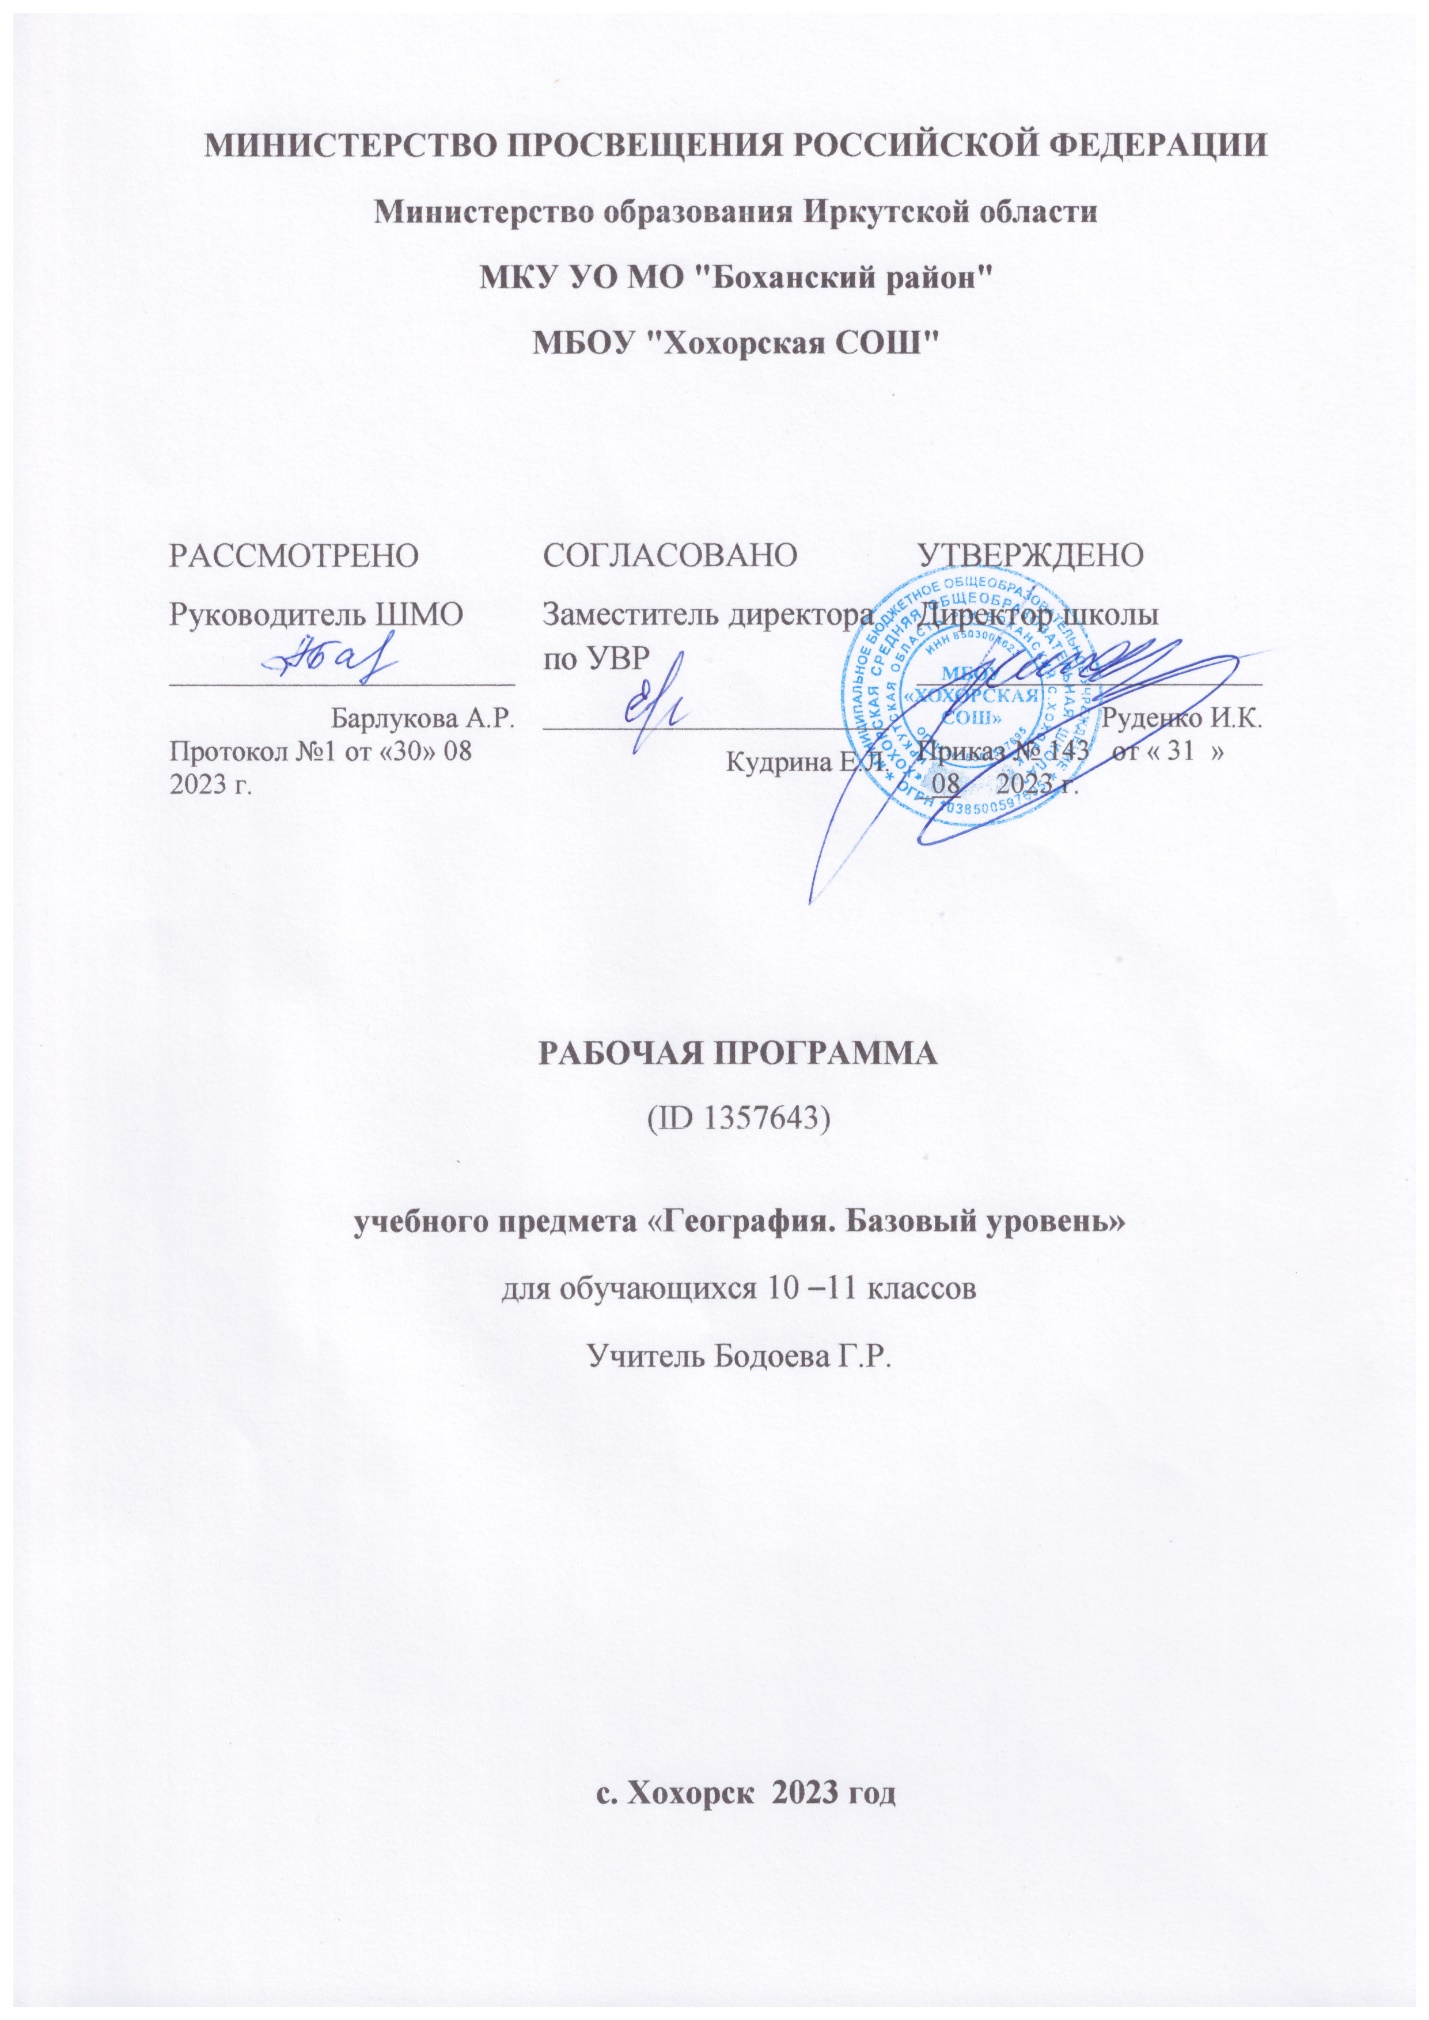 МИНИСТЕРСТВО ПРОСВЕЩЕНИЯ РОССИЙСКОЙ ФЕДЕРАЦИИ
Министерство образования Иркутской области
МКУ УО МО "Боханский район"
МБОУ "Хохорская СОШ"
РАССМОТРЕНО
Руководитель ШМО
Барлукова А.Р.
Протокол №1 от «30» 08
2023 г.
СОГЛАСОВАНО
Заместитель директора
по УВР
Кудрина Е.Л.
УТВЕРЖДЕНО
Директор школы
Руденко И.К.
Приказ № 143 от « 31 »
08 2023 г.
МБОУ
«ХОХОРСКАЯ
СОШ»
РАБОЧАЯ ПРОГРАММА
(ID 1357643)
учебного предмета «География. Базовый уровень»
для обучающихся 10 –11 классов
Учитель Бодоева Г.Р.
с. Хохорск 2023 год